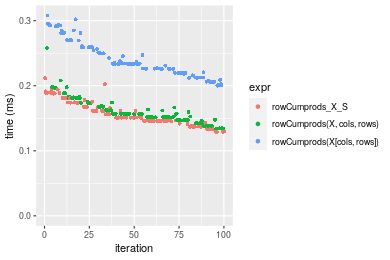 0.3
0.2
0.1
0.0
time (ms)
0
25
50
75
100
iteration
expr
rowCumprods_X_S
rowCumprods(X, cols, rows)
rowCumprods(X[cols, rows])